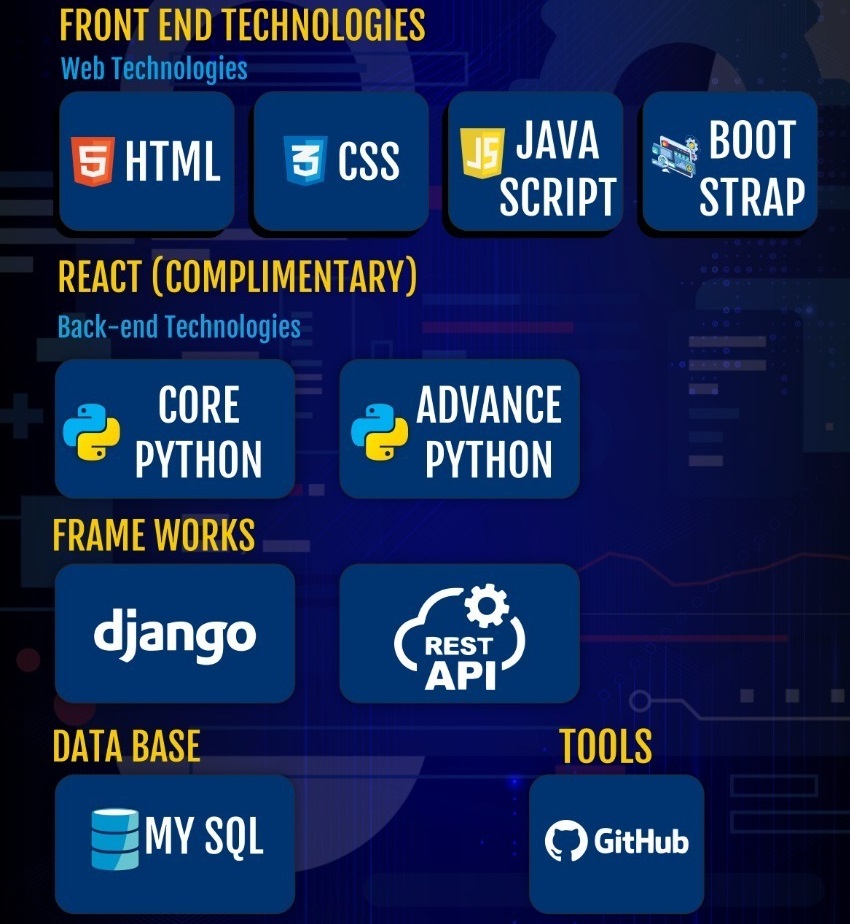 FRONT END TECHNOLOGIES
Web Technologies
5 HTML
3 CSS
JS JAVA
SCRIPT
BOOT
STRAP
REACT (COMPLIMENTARY)
Back-end Technologies
CORE
PYTHON
ADVANCE
PYTHON
FRAME WORKS
django
REST
API
DATA BASE
TOOLS
MY SQL
GitHub